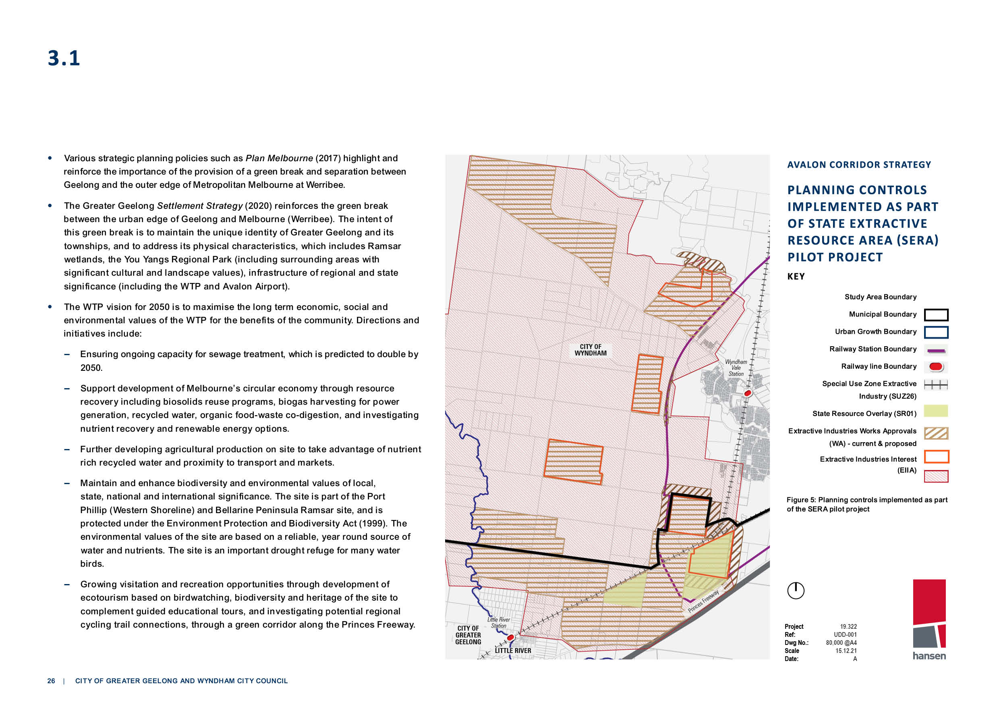 3.1
• Various strategic planning policies such as Plan Melbourne (2017) highlight and
reinforce the importance of the provision of a green break and separation between
Geelong and the outer edge of Metropolitan Melbourne at Werribee.
• The Greater Geelong Settlement Strategy (2020) reinforces the green break
between the urban edge of Geelong and Melbourne (Werribee). The intent of
this green break is to maintain the unique identity of Greater Geelong and its
townships, and to address its physical characteristics, which includes Ramsar
wetlands, the You Yangs Regional Park (including surrounding areas with
significant cultural and landscape values), infrastructure of regional and state
significance (including the WTP and Avalon Airport).
• The WTP vision for 2050 is to maximise the long term economic, social and
environmental values of the WTP for the benefits of the community. Directions and
initiatives include:
– Ensuring ongoing capacity for sewage treatment, which is predicted to double by
2050.
– Support development of Melbourne's circular economy through resource
recovery including biosolids reuse programs, biogas harvesting for power
generation, recycled water, organic food-waste co-digestion, and investigating
nutrient recovery and renewable energy options.
– Further developing agricultural production on site to take advantage of nutrient
rich recycled water and proximity to transport and markets.
– Maintain and enhance biodiversity and environmental values of local,
state, national and international significance. The site is part of the Port
Phillip (Western Shoreline) and Bellarine Peninsula Ramsar site, and is
protected under the Environment Protection and Biodiversity Act (1999). The
environmental values of the site are based on a reliable, year round source of
water and nutrients. The site is an important drought refuge for many water
birds.
– Growing visitation and recreation opportunities through development of
ecotourism based on birdwatching, biodiversity and heritage of the site to
complement guided educational tours, and investigating potential regional
cycling trail connections, through a green corridor along the Princes Freeway.
CITY OF
WYNDHAM
Wyndham
Vale
Station
Princes Freeway
Little River
Station
CITY OF
GREATER
GEELONG
LITTLE RIVER
AVALON CORRIDOR STRATEGY
PLANNING CONTROLS
IMPLEMENTED AS PART
OF STATE EXTRACTIVE
RESOURCE AREA (SERA)
PILOT PROJECT
KEY
Study Area Boundary
Municipal Boundary
Urban Growth Boundary
Railway Station Boundary
Railway line Boundary
Special Use Zone Extractive
Industry (SUZ26)
State Resource Overlay (SR01)
Extractive Industries Works Approvals
(WA) - current & proposed
Extractive Industries Interest
(EIIA)
Figure 5: Planning controls implemented as part
of the SERA pilot project
Project 19.322
Ref: UDD-001
Dwg No.: 80,000 @A4
Scale 15.12.21
Date: A
hansen
26 | CITY OF GREATER GEELONG AND WYNDHAM CITY COUNCIL